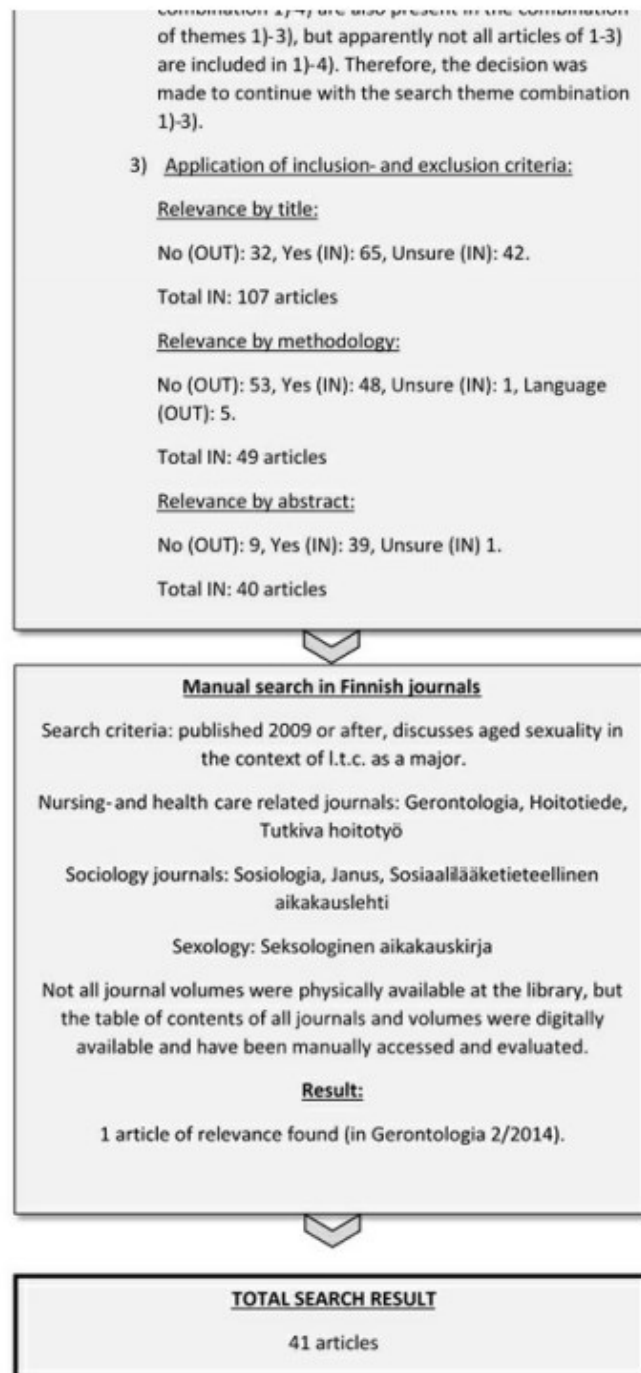 combination 1)-4) are also present in the combination
of themes 1)-3), but apparently not all articles of 1-3)
are included in 1)-4). Therefore, the decision was
made to continue with the search theme combination
1)-3).
3) Application of inclusion- and exclusion criteria:
Relevance by title:
No (OUT): 32, Yes (IN): 65, Unsure (IN): 42.
Total IN: 107 articles
Relevance by methodology:
No (OUT): 53, Yes (IN): 48, Unsure (IN): 1, Language
(OUT): 5.
Total IN: 49 articles
Relevance by abstract:
No (OUT): 9, Yes (IN): 39, Unsure (IN) 1.
Total IN: 40 articles
Manual search in Finnish journals
Search criteria: published 2009 or after, discusses aged sexuality in
the context of l.t.c. as a major.
Nursing- and health care related journals: Gerontologia, Hoitotiede,
Tutkiva hoitotyö
Sociology journals: Sosiologia, Janus, Sosiaalilääketieteellinen
aikakauslehti
Sexology: Seksologinen aikakauskirja
Not all journal volumes were physically available at the library, but
the table of contents of all journals and volumes were digitally
available and have been manually accessed and evaluated.
Result:
1 article of relevance found (in Gerontologia 2/2014).
TOTAL SEARCH RESULT
41 articles